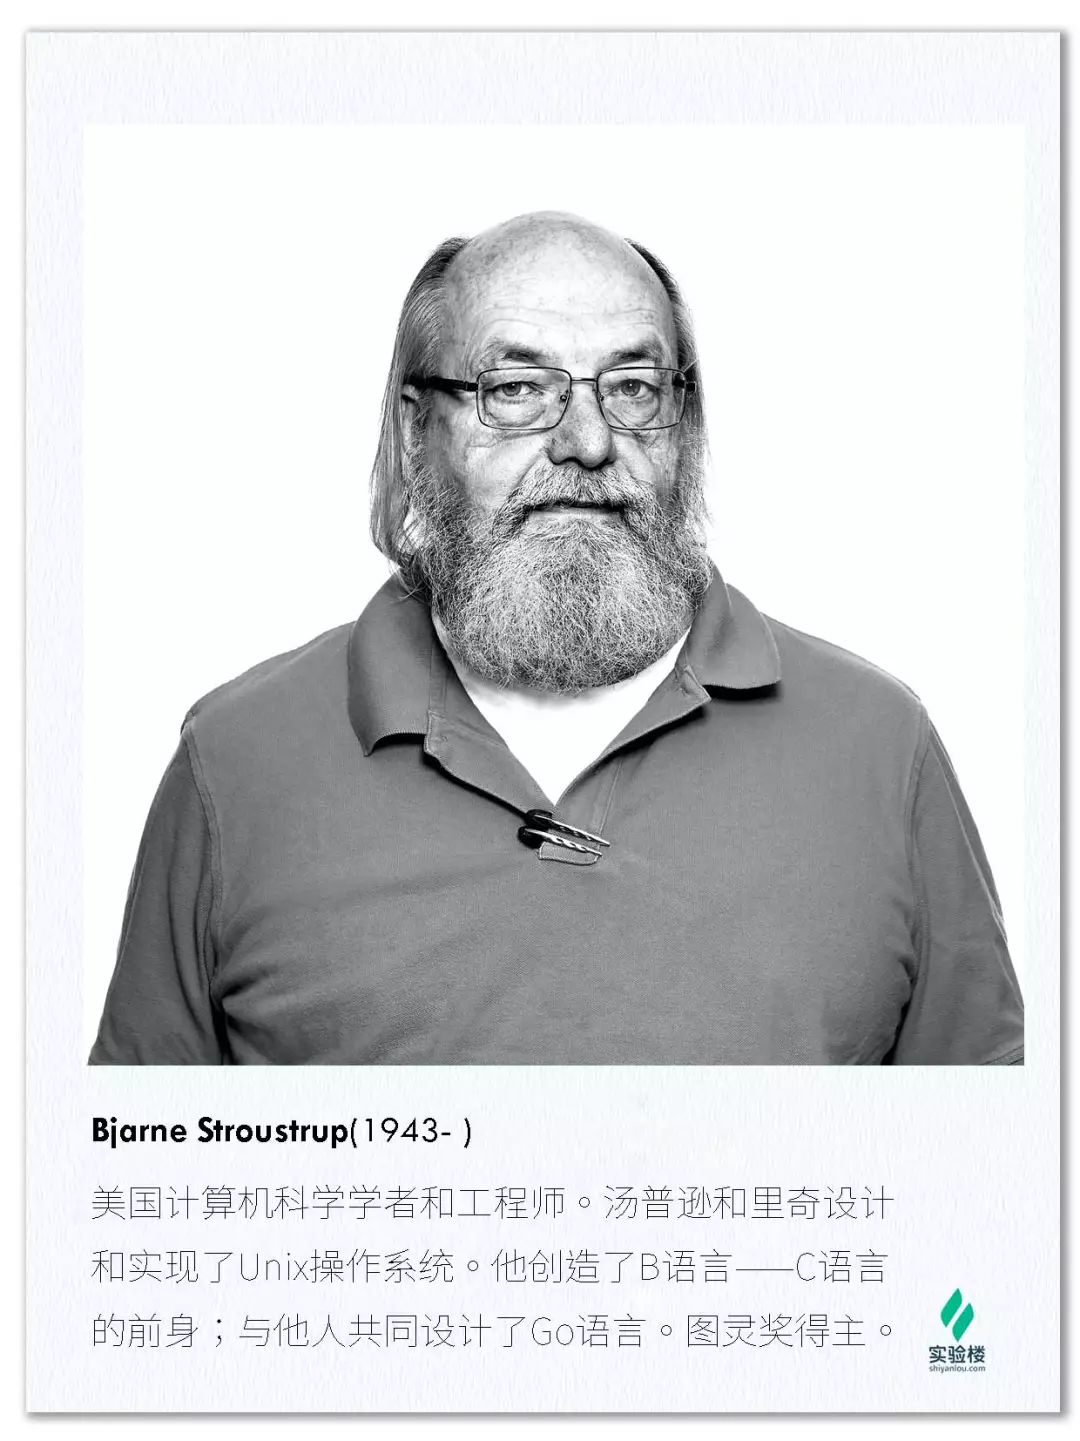 Bjarne Stroustrup(1943- )
美国计算机科学学者和工程师。汤普逊和里奇设计
和实现了Unix操作系统。他创造了B语言——C语言
的前身；与他人共同设计了Go语言。图灵奖得主。
实验楼
shiyanlou.com